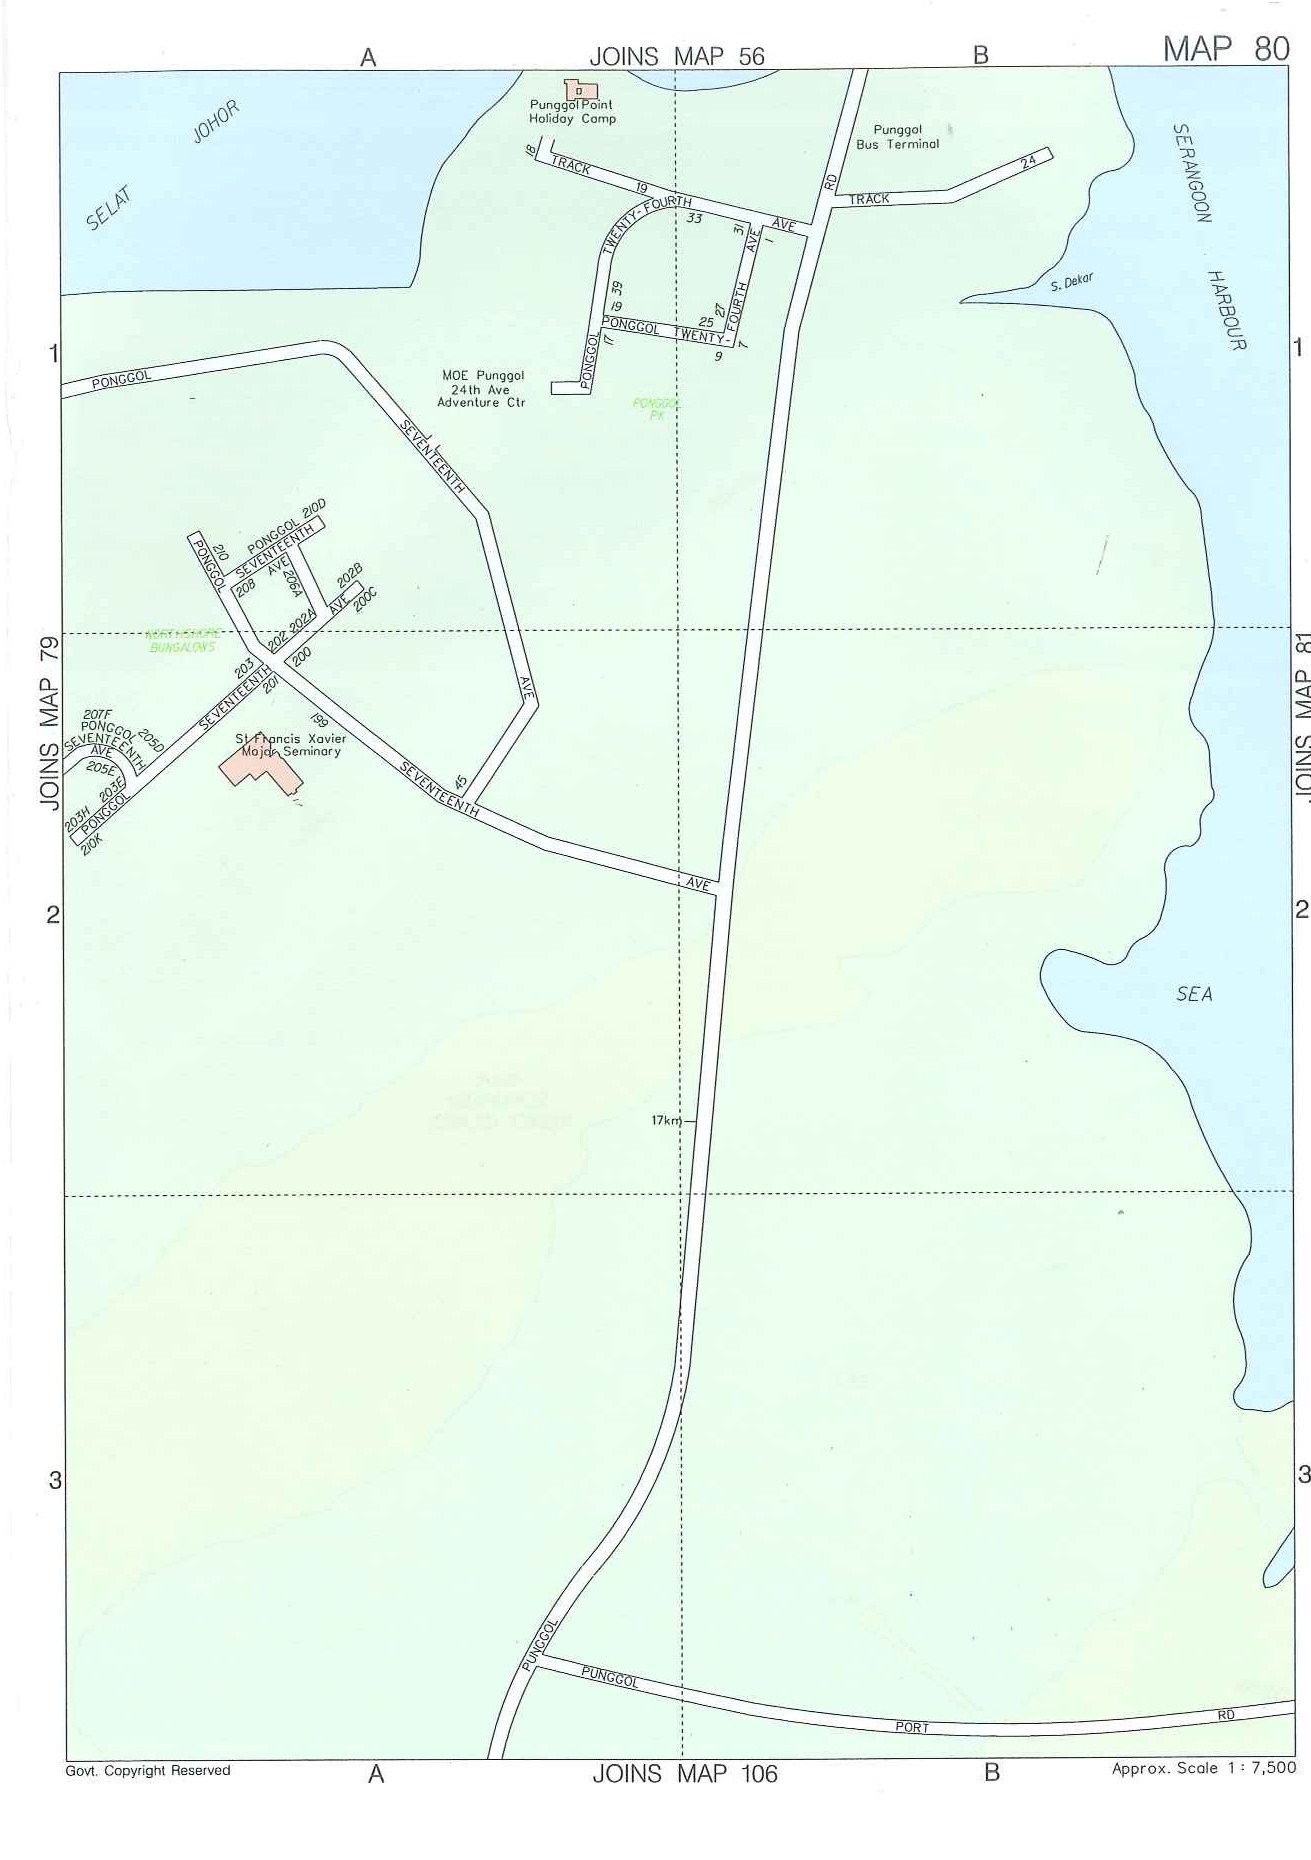 A
JOINS MAP 56
B
MAP 80
SELAT
JOHOR
Punggol Point
Holiday Camp
Punggol
Bus Terminal
SERANGOON
HARBOUR
18
TRACK
19
33
31
AVE
1
RD
TRACK
24
TWENTY-FOURTH
AVE
39
19
17
PONGGOL TWENTY-
FOURTH
25
27
9
7
PONGGOL
S. Dekar
1
1
PONGGOL
MOE Punggol
24th Ave
Adventure Ctr
PONGGOL
PK
SEVENTEENTH
PONGGOL
210D
SEVENTEENTH
PONGGOL
210
208
AVE
206A
202B
AVE
200C
202A
202
200
NORTHSHORE
BUNGALOWS
203
201
SEVENTEENTH
199
AVE
JOINS MAP 79
JOINS MAP 81
207F
PONGGOL
SEVENTEENTH
AVE
205D
205E
203E
203H
PONGGOL
210K
St Francis Xavier
Major Seminary
45
SEVENTEENTH
AVE
2
2
SEA
17km
3
3
PUNGGOL
PUNGGOL
PORT
RD
Govt. Copyright Reserved
A
JOINS MAP 106
B
Approx. Scale 1 : 7,500